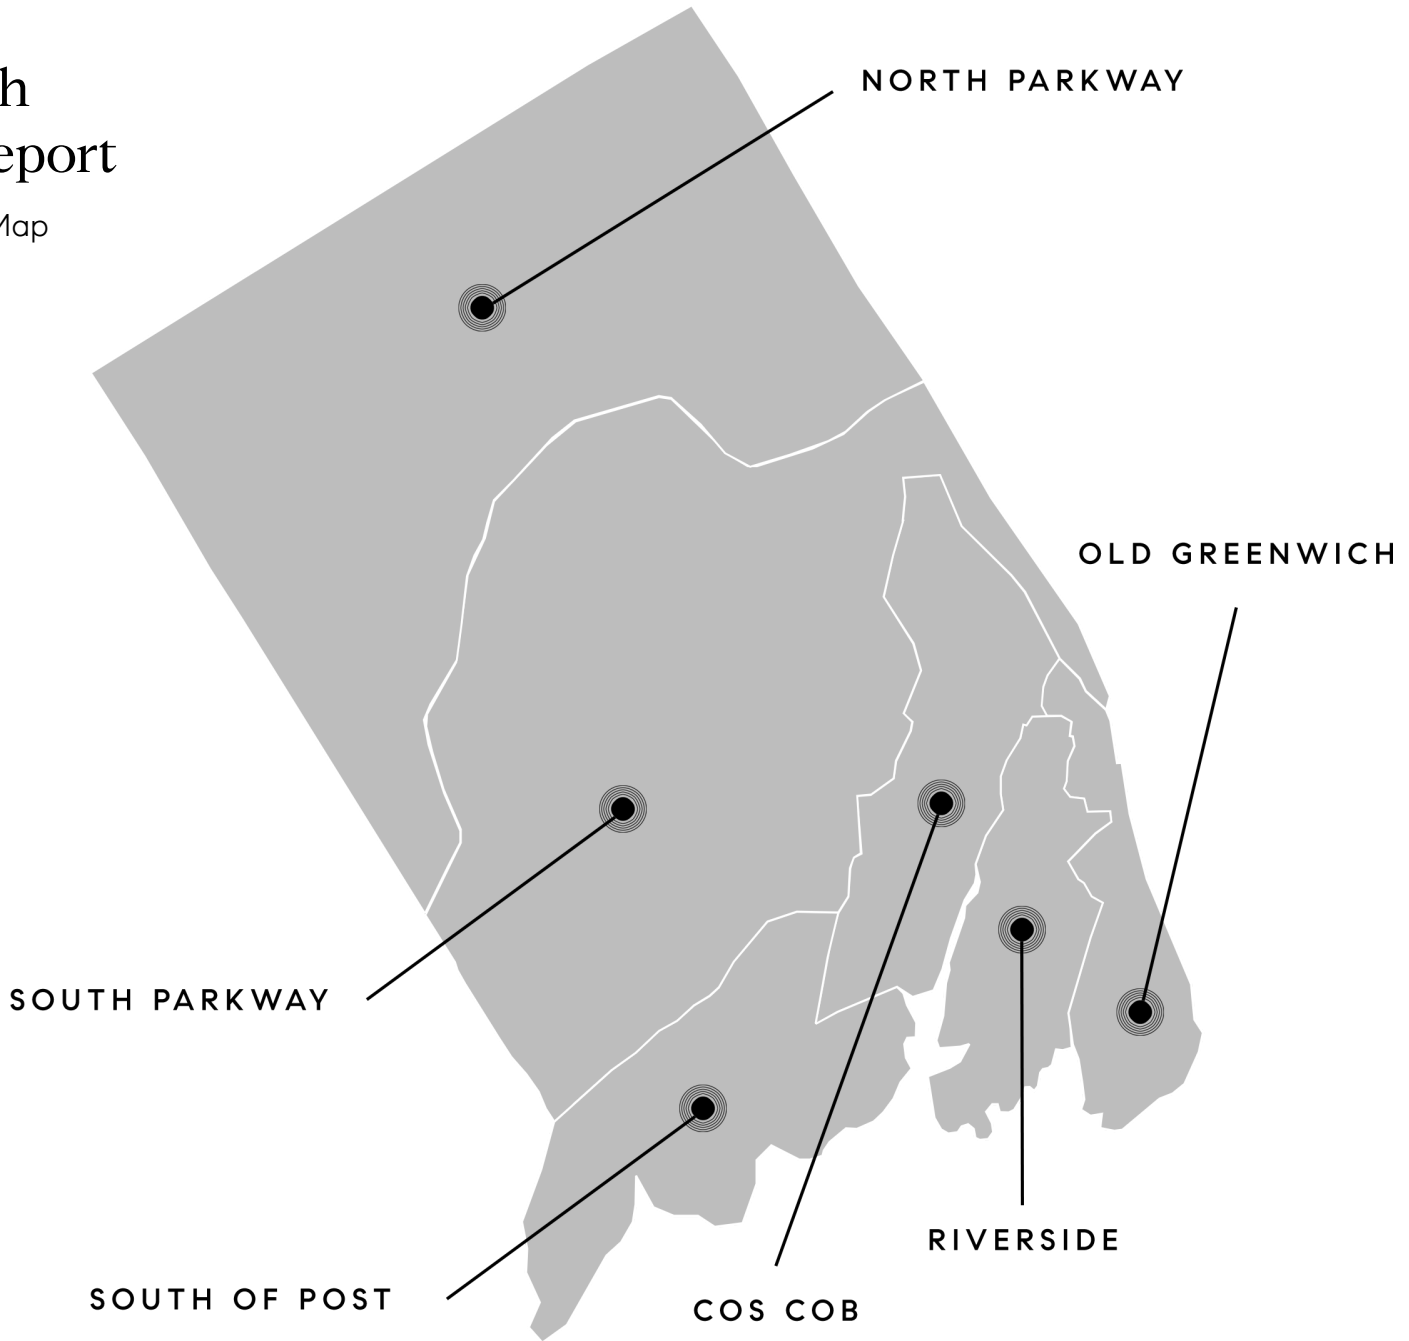 h
eport
Map
NORTH PARKWAY
OLD GREENWICH
SOUTH PARKWAY
RIVERSIDE
SOUTH OF POST
COS COB